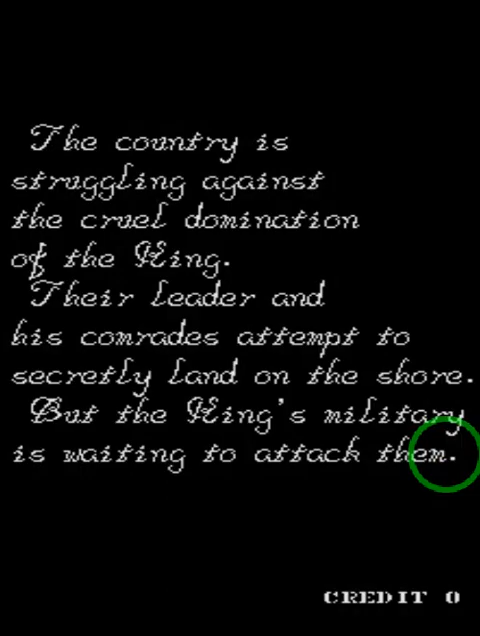 The country is
struggling against
the cruel domination
of the King.
Their leader and
his comrades attempt to
secretly land on the shore.
But the King's military
is waiting to attack them.
CREDIT 0